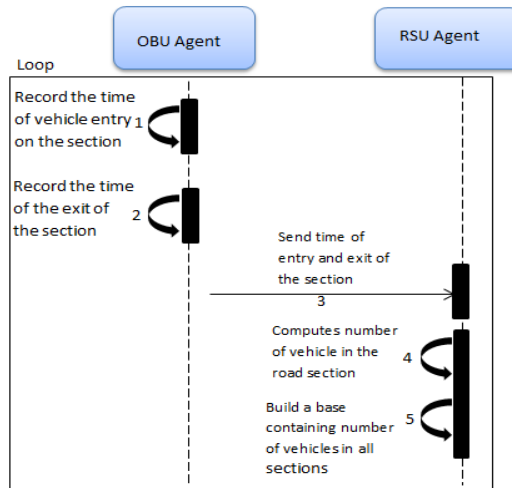 OBU Agent
RSU Agent
Loop
Record the time
of vehicle entry
on the section
1
Record the time
of the exit of
the section
2
Send time of
entry and exit of
the section
3
Computes number
of vehicle in the
road section
4
Build a base
containing number
of vehicles in all
sections
5